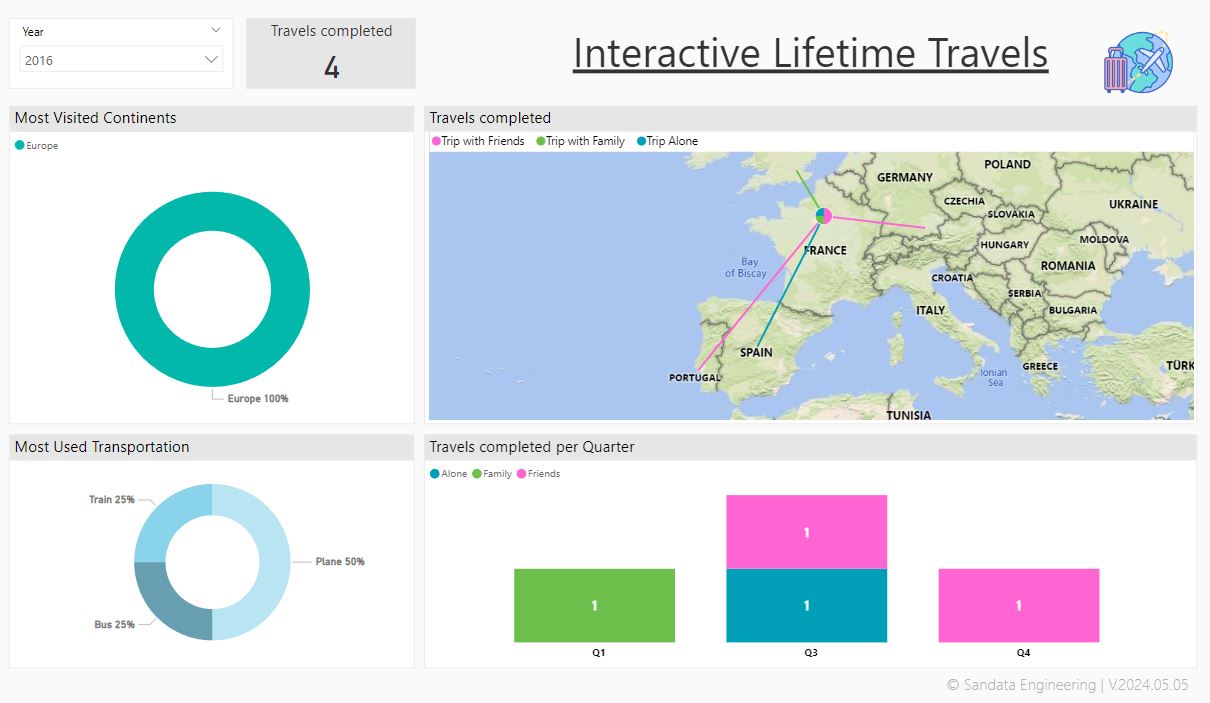 Year
2016
Travels completed
4
Interactive Lifetime Travels
Most Visited Continents
Europe
Europe 100%
Travels completed
Trip with Friends Trip with Family Trip Alone
POLAND
GERMANY
CZECHIA
UKRAINE
SLOVAKIA
MOLDOVA
HUNGARY
FRANCE
Bay
of Biscay
ROMANIA
CROATIA
SERBIA
ITALY
BULGARIA
SPAIN
GREECE
TÜRK
PORTUGAL
Ionian
Sea
TUNISIA
Most Used Transportation
Train 25%
Plane 50%
Bus 25%
Travels completed per Quarter
Alone Family Friends
1
1
1
1
Q1 Q3 Q4
© Sandata Engineering | V.2024.05.05